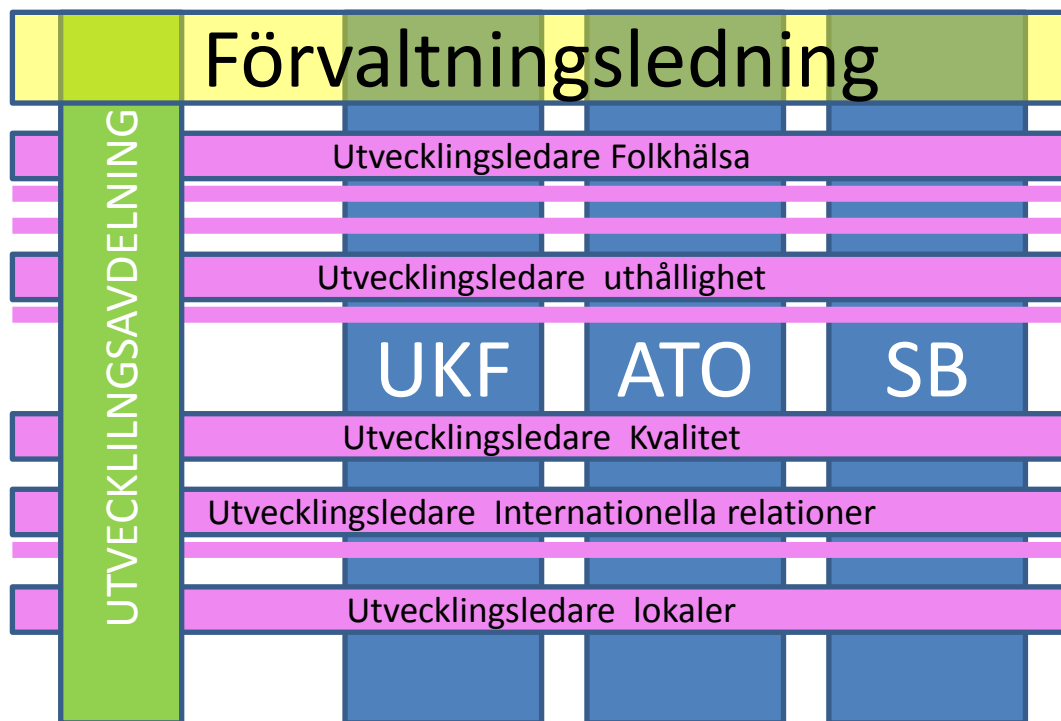 Förvaltningsledning
UTVECKLILNGSAVDELNING
Utvecklingsledare Folkhälsa
Utvecklingsledare uthållighet
UKF
ATO
SB
Utvecklingsledare Kvalitet
Utvecklingsledare Internationella relationer
Utvecklingsledare lokaler